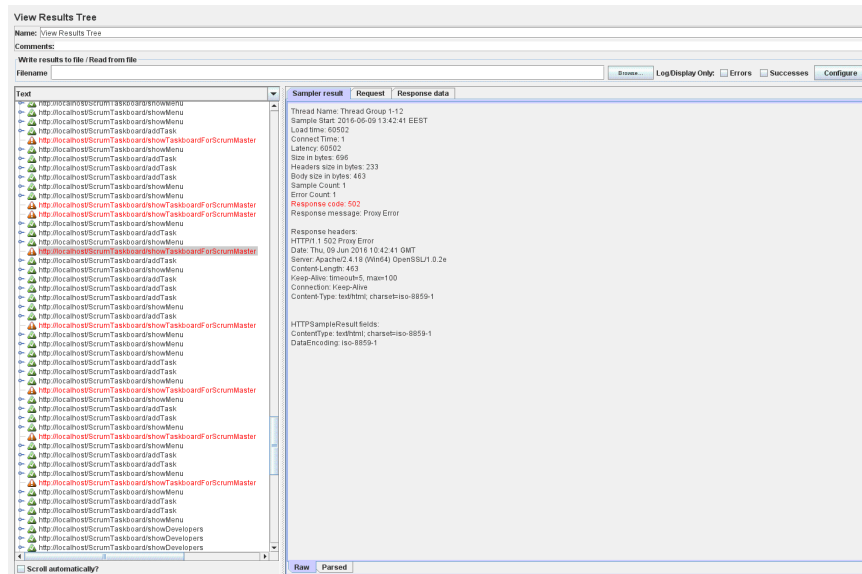 View Results Tree
Name: View Results Tree
Comments:
Write results to file / Read from file
Filename Browse... Log/Display Only: Errors Successes Configure
Text
http://localhost/ScrumTaskboard/showMenu
http://localhost/ScrumTaskboard/showMenu
http://localhost/ScrumTaskboard/showMenu
http://localhost/ScrumTaskboard/addTask
http://localhost/ScrumTaskboard/showTaskboardForScrumMaster
http://localhost/ScrumTaskboard/showMenu
http://localhost/ScrumTaskboard/addTask
http://localhost/ScrumTaskboard/addTask
http://localhost/ScrumTaskboard/addTask
http://localhost/ScrumTaskboard/showMenu
http://localhost/ScrumTaskboard/showMenu
http://localhost/ScrumTaskboard/showTaskboardForScrumMaster
http://localhost/ScrumTaskboard/showTaskboardForScrumMaster
http://localhost/ScrumTaskboard/showMenu
http://localhost/ScrumTaskboard/addTask
http://localhost/ScrumTaskboard/showMenu
http://localhost/ScrumTaskboard/showTaskboardForScrumMaster
http://localhost/ScrumTaskboard/addTask
http://localhost/ScrumTaskboard/showMenu
http://localhost/ScrumTaskboard/addTask
http://localhost/ScrumTaskboard/addTask
http://localhost/ScrumTaskboard/addTask
http://localhost/ScrumTaskboard/showMenu
http://localhost/ScrumTaskboard/addTask
http://localhost/ScrumTaskboard/showTaskboardForScrumMaster
http://localhost/ScrumTaskboard/showMenu
http://localhost/ScrumTaskboard/showMenu
http://localhost/ScrumTaskboard/addTask
http://localhost/ScrumTaskboard/addTask
http://localhost/ScrumTaskboard/addTask
http://localhost/ScrumTaskboard/showMenu
http://localhost/ScrumTaskboard/showTaskboardForScrumMaster
http://localhost/ScrumTaskboard/showMenu
http://localhost/ScrumTaskboard/addTask
http://localhost/ScrumTaskboard/addTask
http://localhost/ScrumTaskboard/showMenu
http://localhost/ScrumTaskboard/showTaskboardForScrumMaster
http://localhost/ScrumTaskboard/showMenu
http://localhost/ScrumTaskboard/addTask
http://localhost/ScrumTaskboard/addTask
http://localhost/ScrumTaskboard/showMenu
http://localhost/ScrumTaskboard/showTaskboardForScrumMaster
http://localhost/ScrumTaskboard/showMenu
http://localhost/ScrumTaskboard/addTask
http://localhost/ScrumTaskboard/addTask
http://localhost/ScrumTaskboard/showMenu
http://localhost/ScrumTaskboard/showDevelopers
http://localhost/ScrumTaskboard/showDevelopers
http://localhost/ScrumTaskboard/showDevelopers
Scroll automatically?
Sampler result Request Response data
Thread Name: Thread Group 1-12
Sample Start: 2016-06-09 13:42:41 EEST
Load time: 60502
Connect Time: 1
Latency: 60502
Size in bytes: 696
Headers size in bytes: 233
Body size in bytes: 463
Sample Count: 1
Error Count: 1
Response code: 502
Response message: Proxy Error
Response headers:
HTTP/1.1 502 Proxy Error
Date: Thu, 09 Jun 2016 10:42:41 GMT
Server: Apache/2.4.18 (Win64) OpenSSL/1.0.2e
Content-Length: 463
Keep-Alive: timeout=5, max=100
Connection: Keep-Alive
Content-Type: text/html; charset=iso-8859-1
HTTPSampleResult fields:
ContentType: text/html; charset=iso-8859-1
DataEncoding: iso-8859-1
Raw Parsed